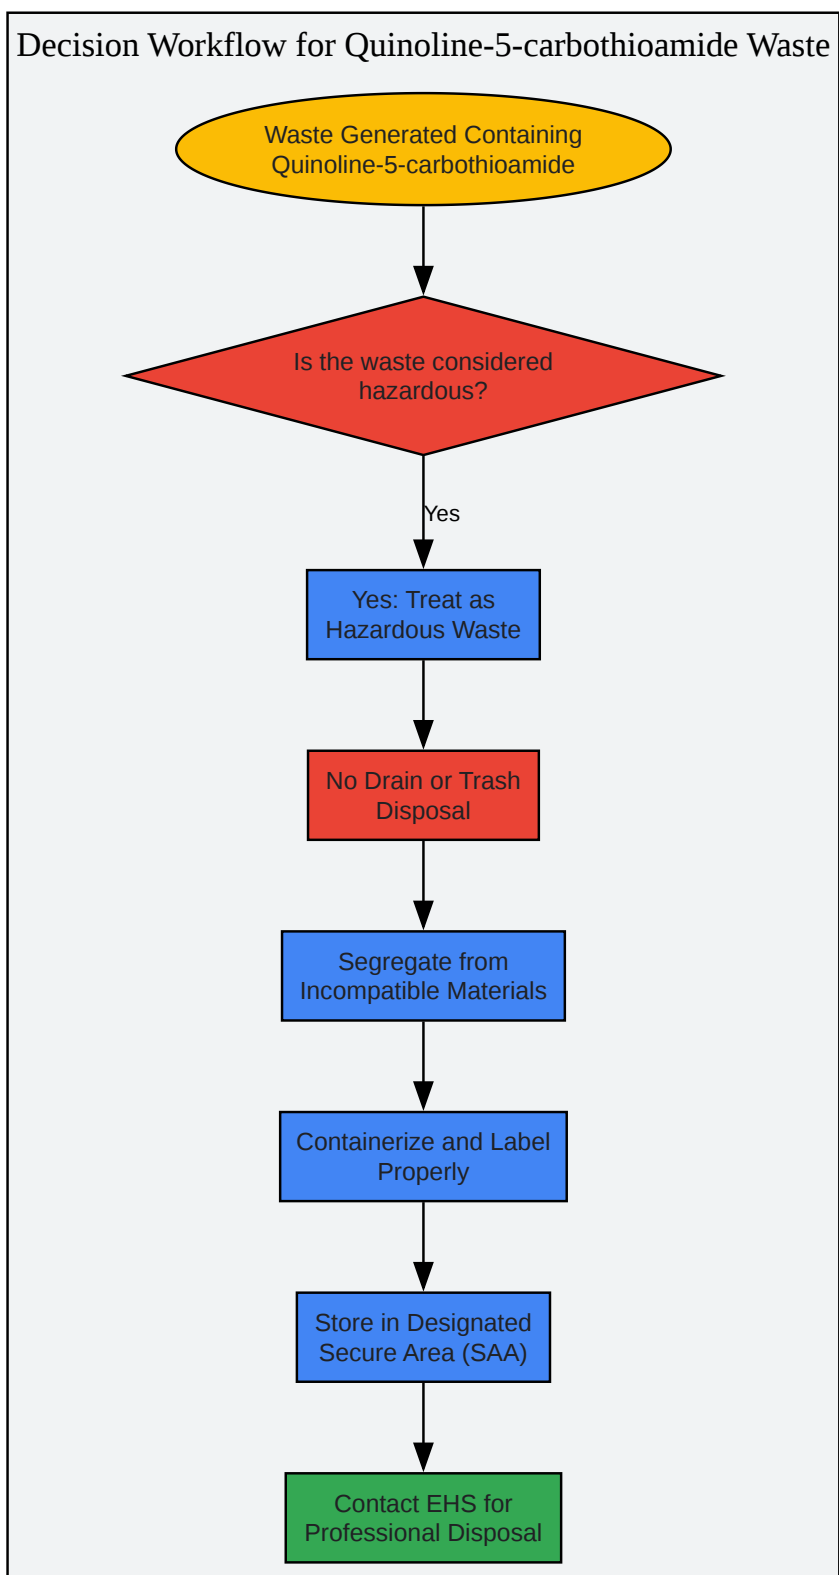 Decision Workflow for Quinoline-5-carbothioamide Waste
Waste Generated Containing
Quinoline-5-carbothioamide
Is the waste considered
hazardous?
Yes
Yes: Treat as
Hazardous Waste
No Drain or Trash
Disposal
Segregate from
Incompatible Materials
Containerize and Label
Properly
Store in Designated
Secure Area (SAA)
Contact EHS for
Professional Disposal